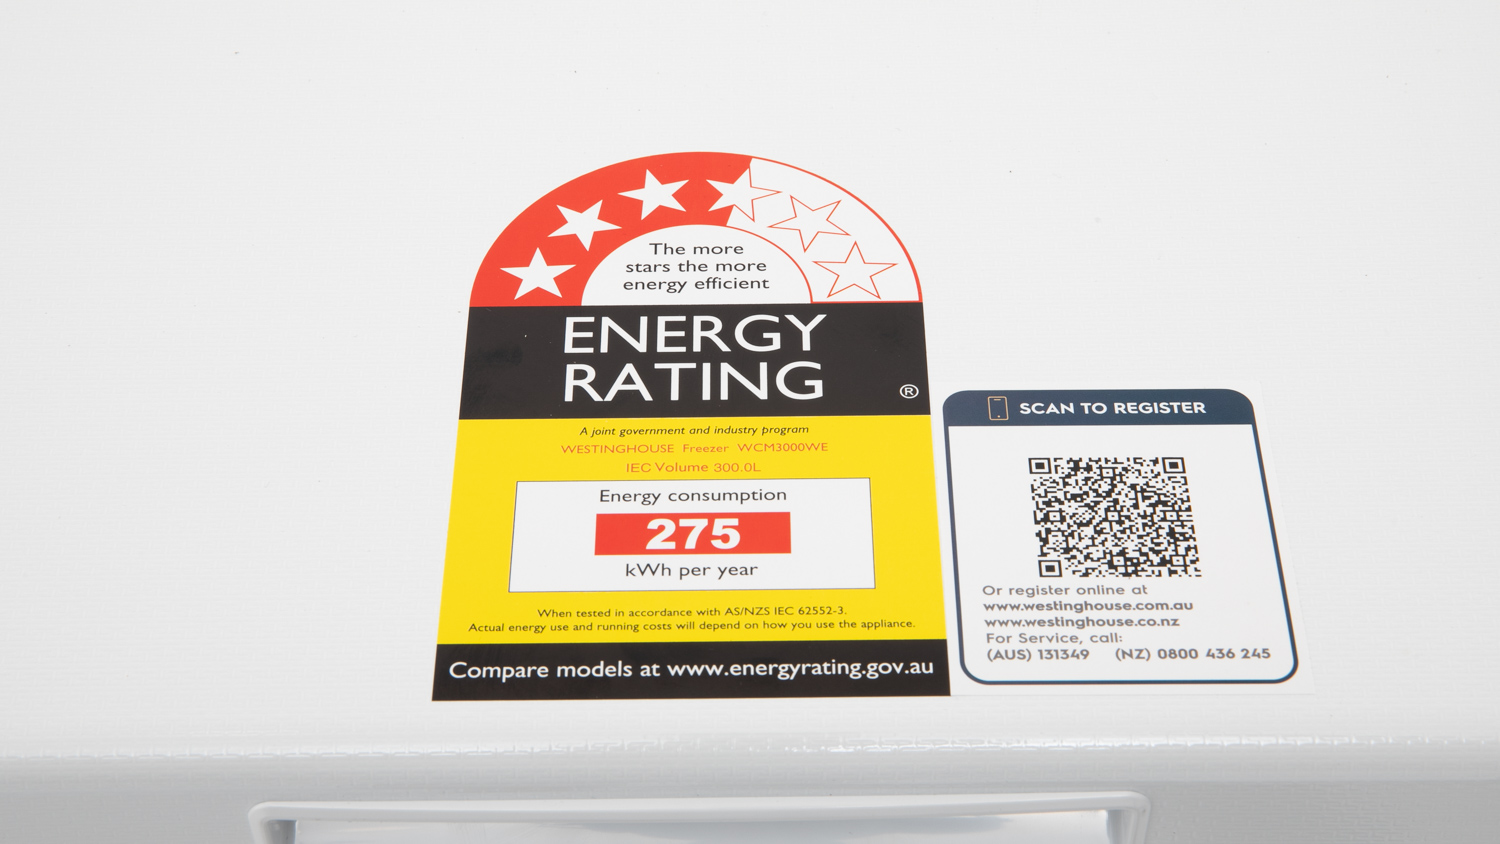 The more
stars the more
energy efficient
ENERGY
RATING
®
A joint government and industry program
WESTINGHOUSE Freezer WCM3000WE
IEC Volume 300.0L
Energy consumption
275
kWh per year
When tested in accordance with AS/NZS IEC 62552-3.
Actual energy use and running costs will depend on how you use the appliance.
Compare models at www.energyrating.gov.au
SCAN TO REGISTER
Or register online at
www.westinghouse.com.au
www.westinghouse.co.nz
For Service, call:
(AUS) 131349 (NZ) 0800 436 245